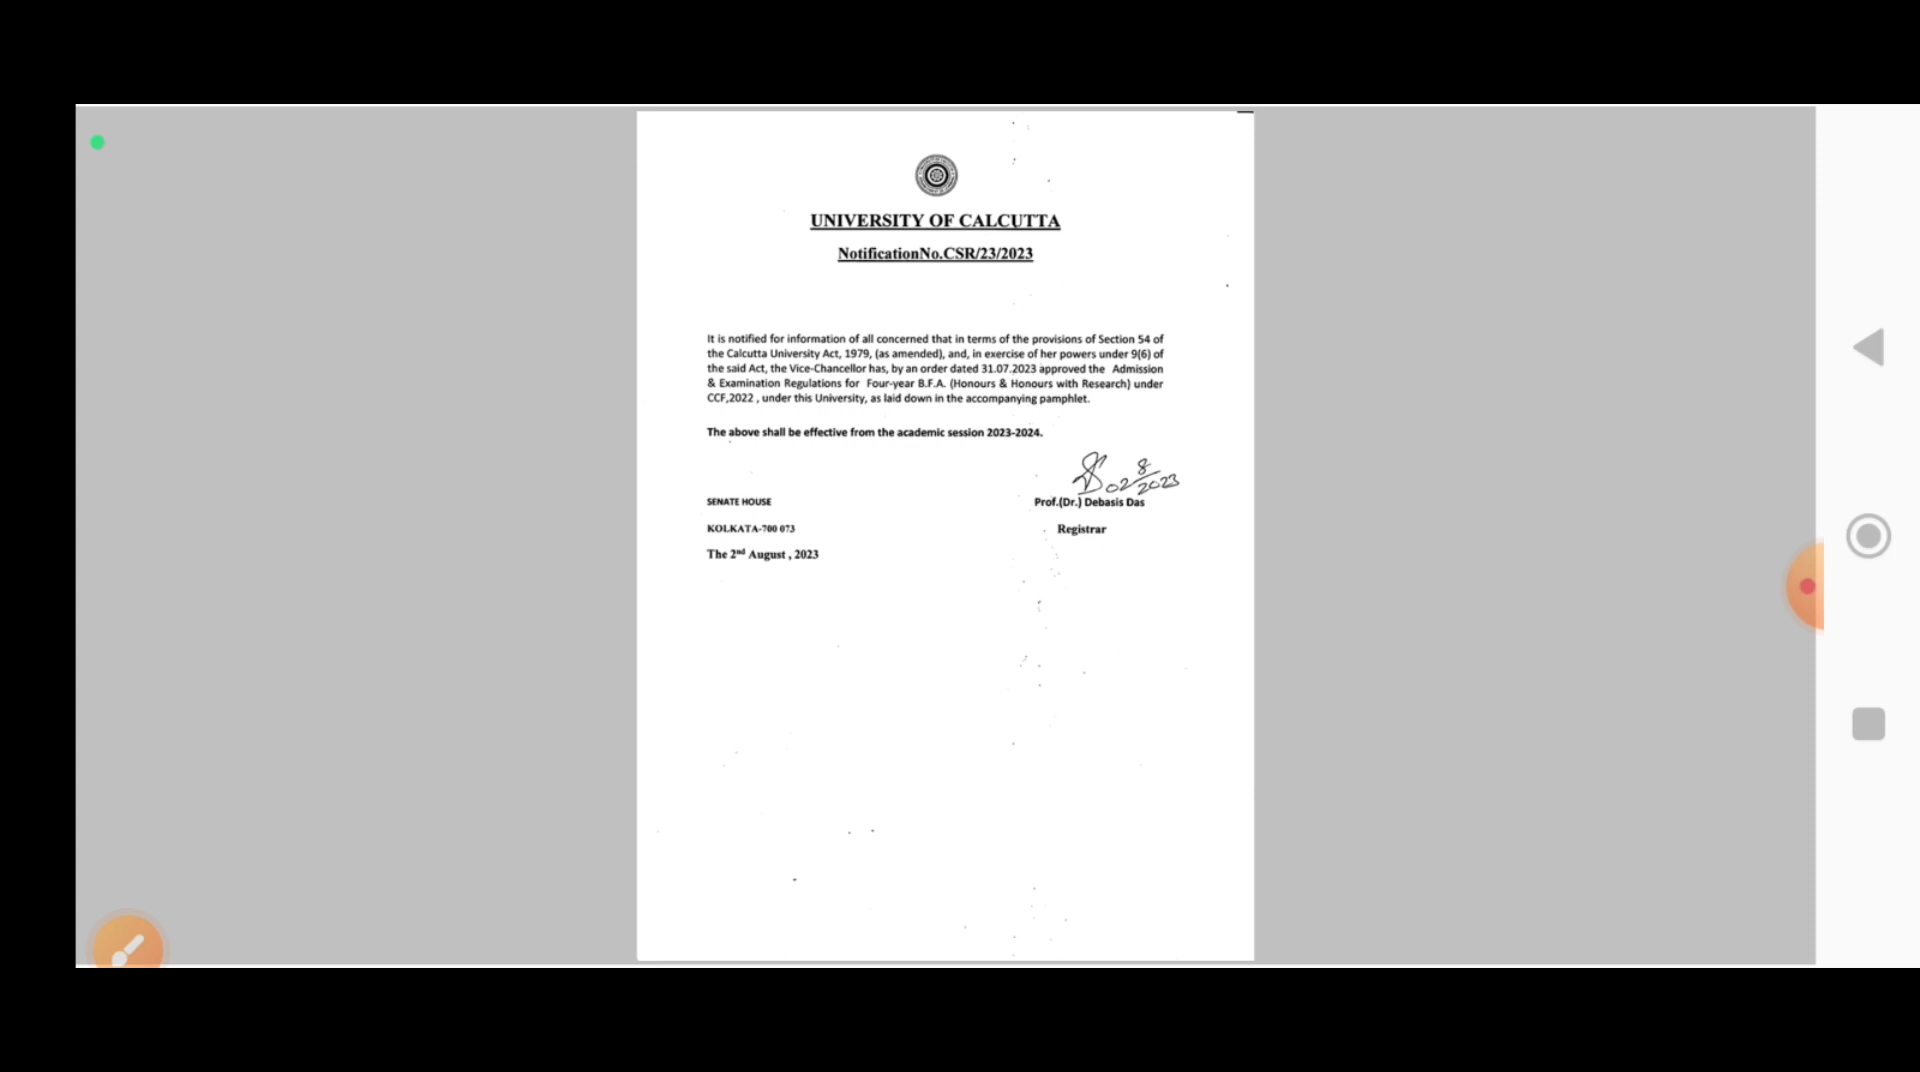 UNIVERSITY OF CALCUTTA
NotificationNo.CSR/23/2023
It is notified for information of all concerned that in terms of the provisions of Section 54 of
the Calcutta University Act, 1979, (as amended), and, in exercise of her powers under 9(6) of
the said Act, the Vice-Chancellor has, by an order dated 31.07.2023 approved the Admission
& Examination Regulations for Four-year B.F.A. (Honours & Honours with Research) under
CCF,2022 , under this University, as laid down in the accompanying pamphlet.
The above shall be effective from the academic session 2023-2024.
02 8/2023
SENATE HOUSE
Prof.(Dr.) Debasis Das
KOLKATA-700 073
Registrar
The 2nd August , 2023